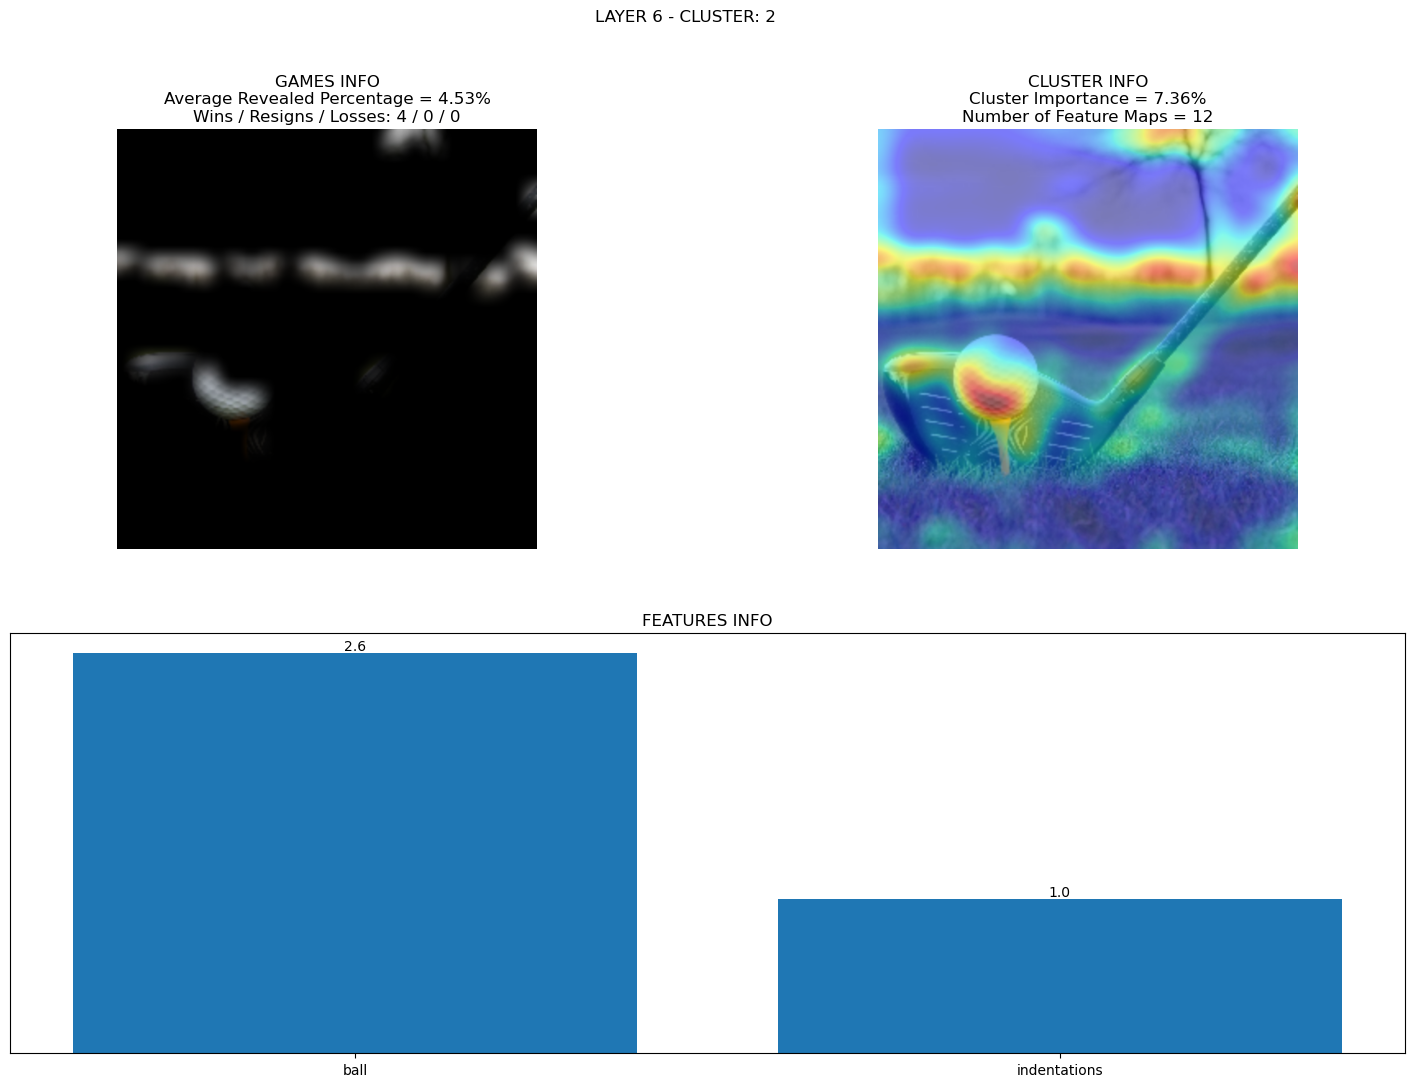 LAYER 6 - CLUSTER: 2
GAMES INFO
Average Revealed Percentage = 4.53%
Wins / Resigns / Losses: 4 / 0 / 0
CLUSTER INFO
Cluster Importance = 7.36%
Number of Feature Maps = 12
FEATURES INFO
2.6
1.0
ball
indentations